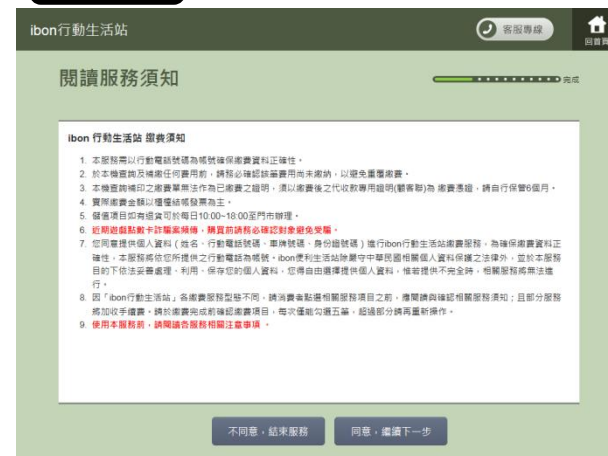 ibon行動生活站
客服專線
回首頁
閱讀服務須知
完成
ibon 行動生活站 繳費須知
1. 本服務需以行動電話號碼為帳號確保繳費資料正確性。
2. 於本機查詢及補繳任何費用前，請務必確認該筆費用尚未繳納，以避免重覆繳費。
3. 本機查詢補印之繳費單無法作為已繳費之證明，須以繳費後之代收款專用證明(顧客聯)為 繳費憑證，請自行保管6個月。
4. 實際繳費金額以櫃檯結帳發票為主。
5. 儲值項目如有退貨可於每日10:00~18:00至門市辦理。
6. 近期遊戲點數卡詐騙案頻傳，購買前請務必確認對象避免受騙。
7. 您同意提供個人資料 ( 姓名、行動電話號碼、車牌號碼、身份證號碼 ) 進行ibon行動生活站繳費服務，為確保繳費資料正
確性，本服務將依您所提供之行動電話為帳號。ibon便利生活站除嚴守中華民國相關個人資料保護之法律外，並於本服務
目的下依法妥善處理、利用、保存您的個人資料，您得自由選擇提供個人資料，惟若提供不完全時，相關服務將無法進
行。
8. 因「ibon行動生活站」各繳費服務型態不同，請消費者點選相關服務項目之前，應閱讀與確認相關服務須知；且部分服務
將加收手續費。請於繳費完成前確認繳費項目，每次僅能勾選五筆，超過部分請再重新操作。
9. 使用本服務前，請閱讀各服務相關注意事項 。
不同意，結束服務
同意，繼續下一步